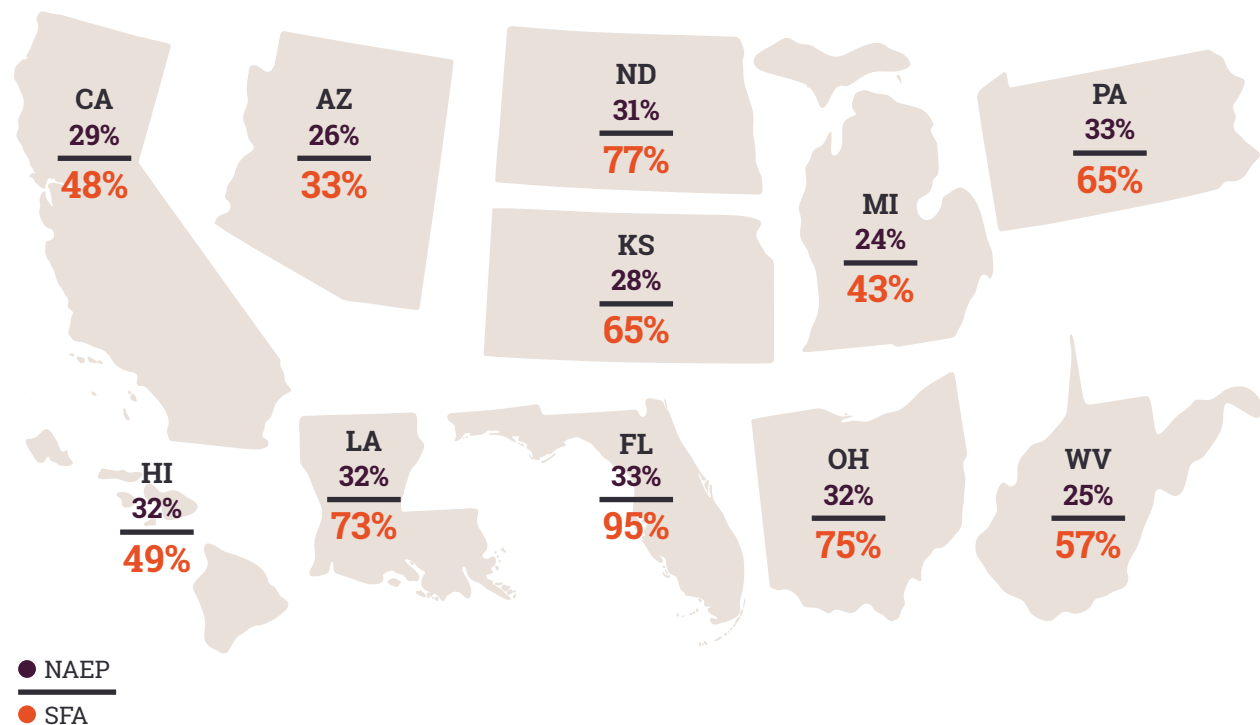 CA
29%
48%
AZ
26%
33%
ND
31%
77%
KS
28%
65%
MI
24%
43%
PA
33%
65%
HI
32%
49%
LA
32%
73%
FL
33%
95%
OH
32%
75%
WV
25%
57%
NAEP
SFA